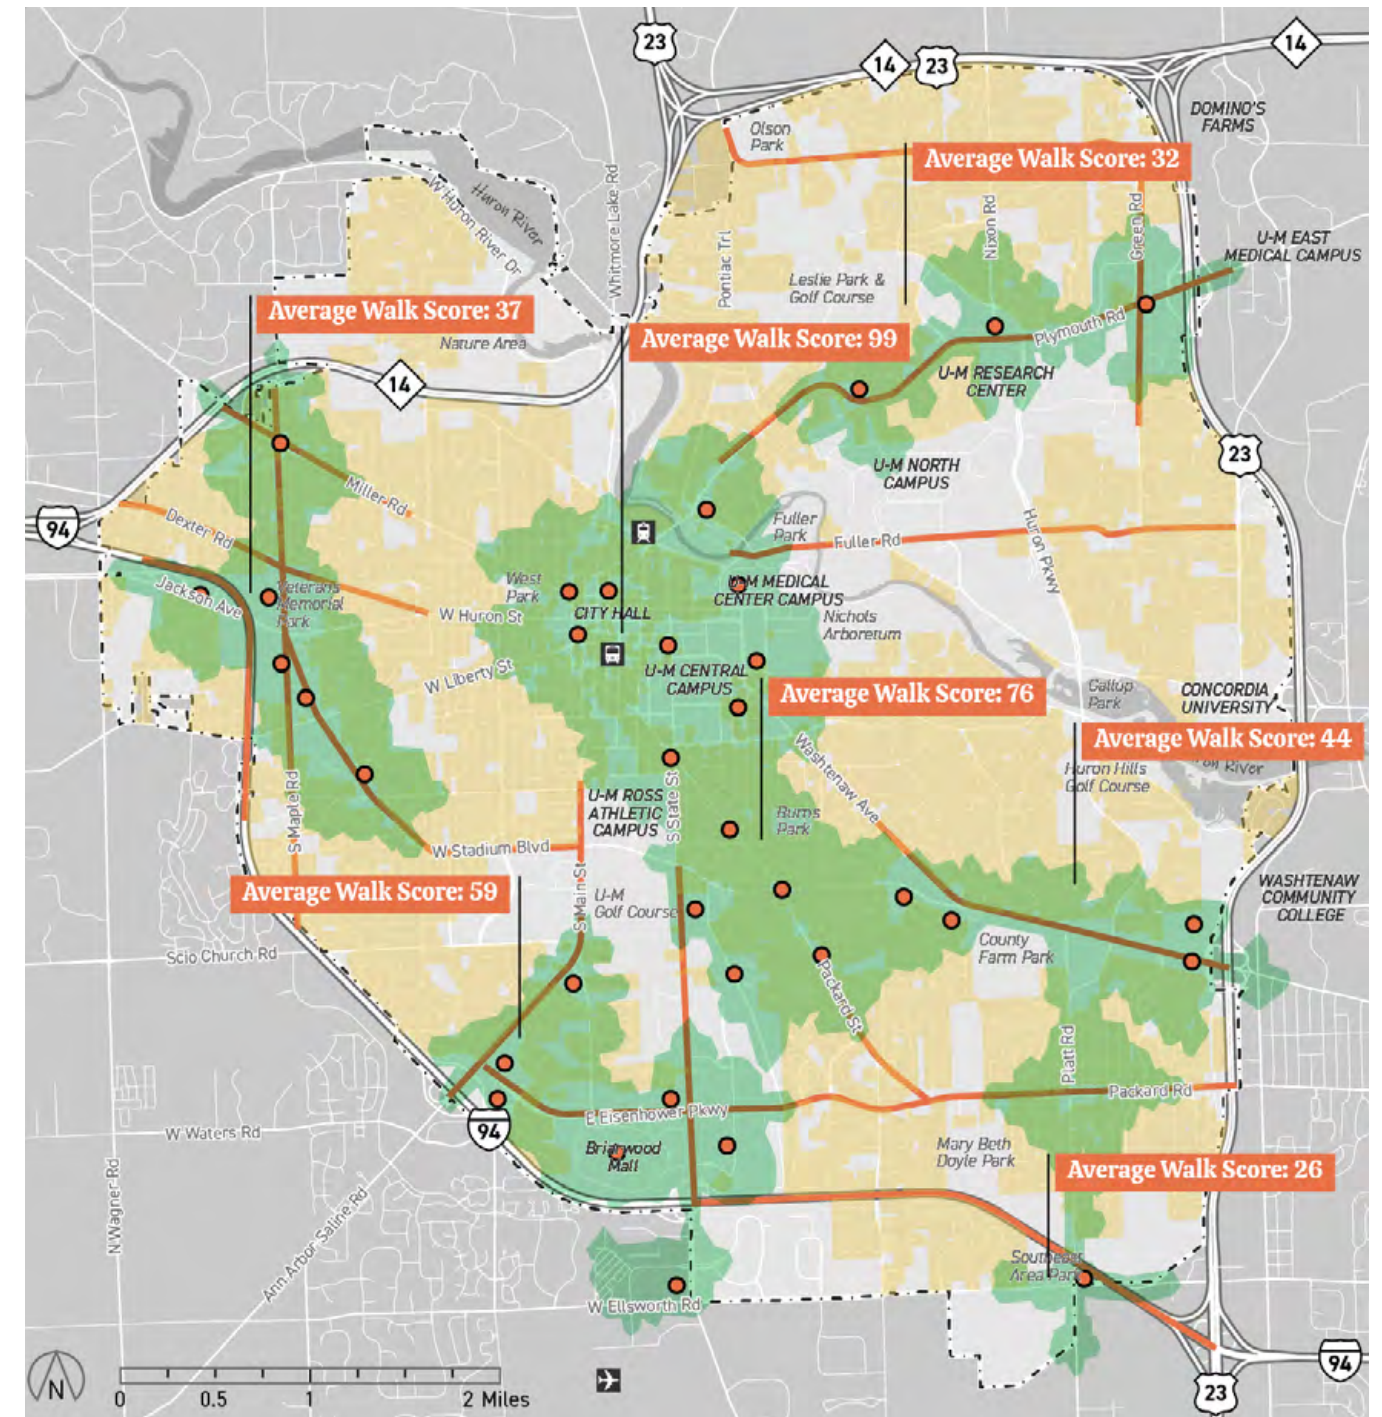 23
14
14
23
DOMINO'S
FARMS
Olson
Park
Average Walk Score: 32
Huron River
W Huron River Dr
Whitmore Lake Rd
Pontiac Trl
Nixon Rd
Green Rd
U-M EAST
MEDICAL CAMPUS
Leslie Park &
Golf Course
Average Walk Score: 37
Nature Area
Average Walk Score: 99
Plymouth Rd
14
U-M RESEARCH
CENTER
23
U-M NORTH
CAMPUS
Miller Rd
94
Dexter Rd
Fuller
Park
Fuller Rd
Huron Pkwy
Jackson Ave
Veterans
Memorial
Park
West
Park
CITY HALL
W Huron St
U-M MEDICAL
CENTER CAMPUS
Nichols
Arboretum
W Liberty St
U-M CENTRAL
CAMPUS
Average Walk Score: 76
Gallup
Park
CONCORDIA
UNIVERSITY
Average Walk Score: 44
Washtenaw Ave
Huron Hills
Golf Course
River
S Maple Rd
U-M ROSS
ATHLETIC
CAMPUS
S State St
Burns
Park
W Stadium Blvd
Average Walk Score: 59
S Main St
U-M
Golf Course
WASHTENAW
COMMUNITY
COLLEGE
Scio Church Rd
County
Farm Park
Packard St
Platt Rd
Packard Rd
E Eisenhower Pkwy
94
W Waters Rd
Briarwood
Mall
Mary Beth
Doyle Park
Average Walk Score: 26
N Wagner Rd
Ann Arbor Saline Rd
Southeast
Area Park
W Ellsworth Rd
94
23
N
0
0.5
1
2 Miles